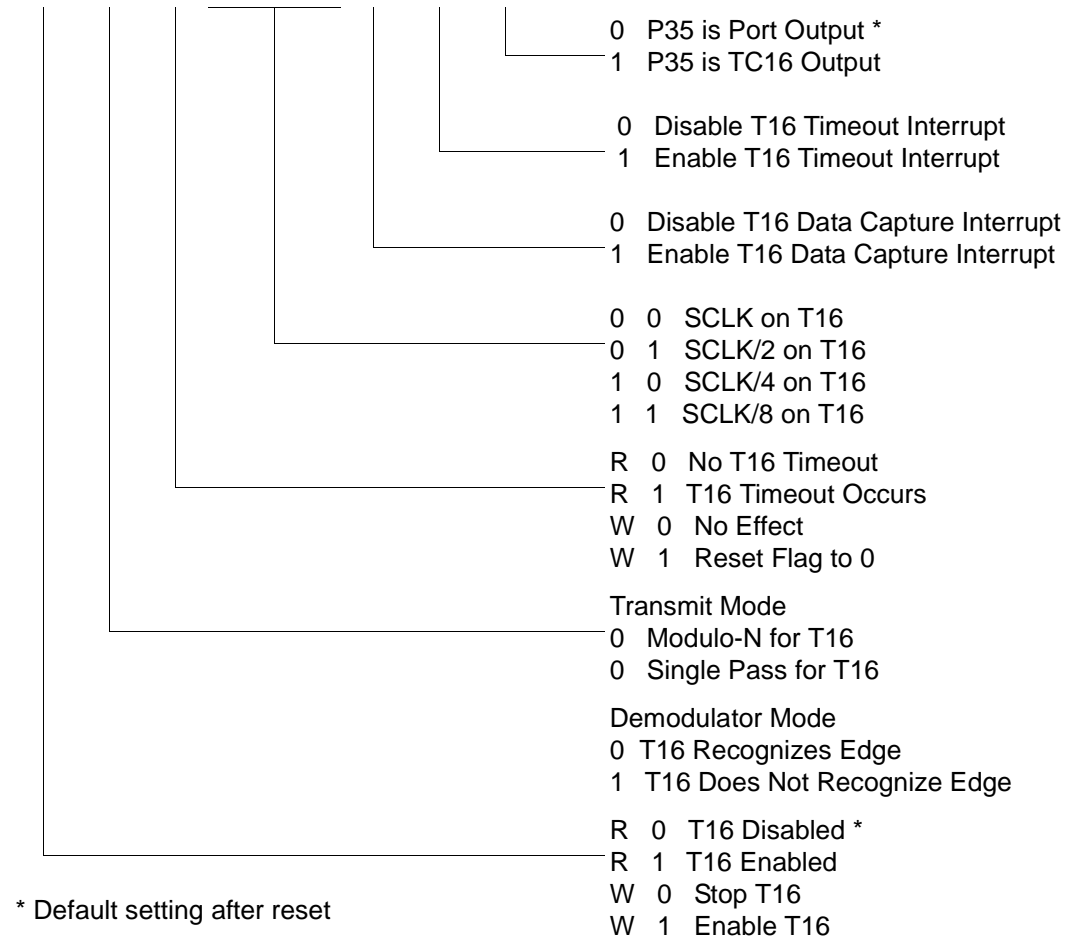 0 P35 is Port Output *
1 P35 is TC16 Output
0 Disable T16 Timeout Interrupt
1 Enable T16 Timeout Interrupt
0 Disable T16 Data Capture Interrupt
1 Enable T16 Data Capture Interrupt
0 0 SCLK on T16
0 1 SCLK/2 on T16
1 0 SCLK/4 on T16
1 1 SCLK/8 on T16
R 0 No T16 Timeout
R 1 T16 Timeout Occurs
W 0 No Effect
W 1 Reset Flag to 0
Transmit Mode
0 Modulo-N for T16
0 Single Pass for T16
Demodulator Mode
0 T16 Recognizes Edge
1 T16 Does Not Recognize Edge
R 0 T16 Disabled *
R 1 T16 Enabled
W 0 Stop T16
W 1 Enable T16
* Default setting after reset